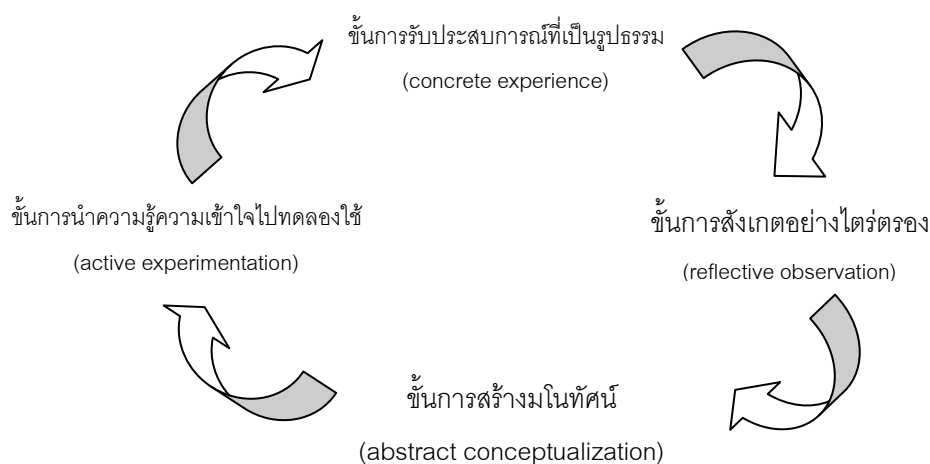 ขั้นการรับประสบการณ์ที่เป็นรูปธรรม
(concrete experience)
ขั้นการนำความรู้ความเข้าใจไปทดลองใช้
(active experimentation)
ขั้นการสังเกตอย่างไตร่ตรอง
(reflective observation)
ขั้นการสร้างมโนทัศน์
(abstract conceptualization)